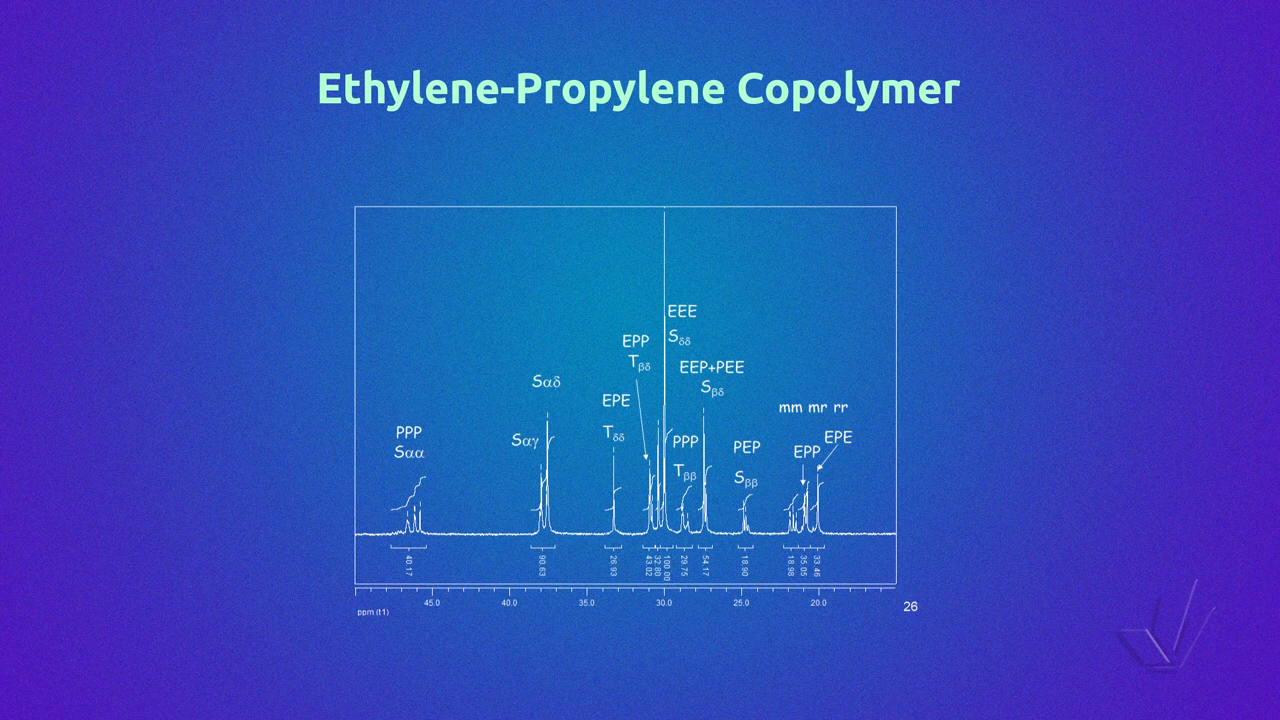 Ethylene-Propylene Copolymer
EEE
Sδδ
EPP
Tβδ
EEP+PEE
Sβδ
Sαδ
EPE
Tδδ
mm mr rr
PPP
Sαα
Sαγ
PPP
Tββ
PEP
Sββ
EPP
EPE
40.17
90.63
26.93
43.02
32.80
100.00
29.75
54.17
18.90
18.98
35.05
33.46
45.0 40.0 35.0 30.0 25.0 20.0
ppm (t1)
26